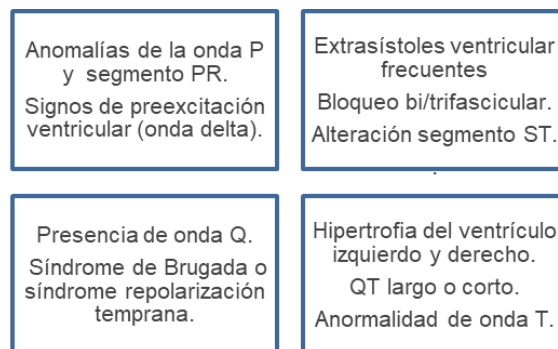 Anomalías de la onda P
y segmento PR.
Signos de preexcitación
ventricular (onda delta).
Extrasístoles ventricular
frecuentes
Bloqueo bi/trifascicular.
Alteración segmento ST.
.
Presencia de onda Q.
Síndrome de Brugada o
síndrome repolarización
temprana.
Hipertrofia del ventrículo
izquierdo y derecho.
QT largo o corto.
Anormalidad de onda T.